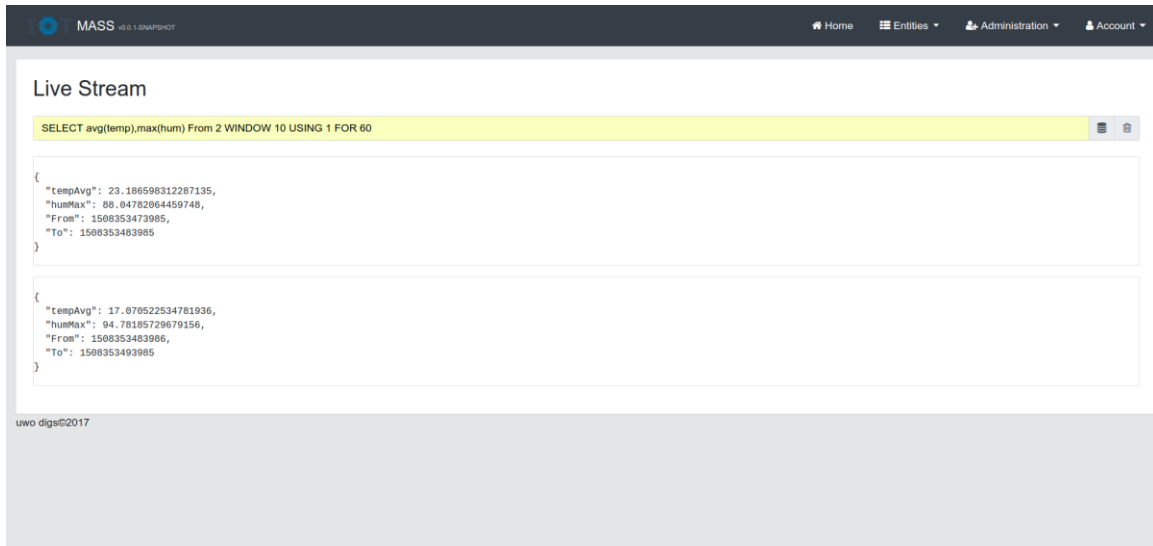 IOT MASS v0.0.1-SNAPSHOT Home Entities Administration Account
Live Stream
SELECT avg(temp),max(hum) From 2 WINDOW 10 USING 1 FOR 60
{
"tempAvg": 23.186598312287135,
"humMax": 88.04782064459748,
"From": 1508353473985,
"To": 1508353483985
}
{
"tempAvg": 17.070522534781936,
"humMax": 94.78185729679156,
"From": 1508353483986,
"To": 1508353493985
}
uwo digs©2017